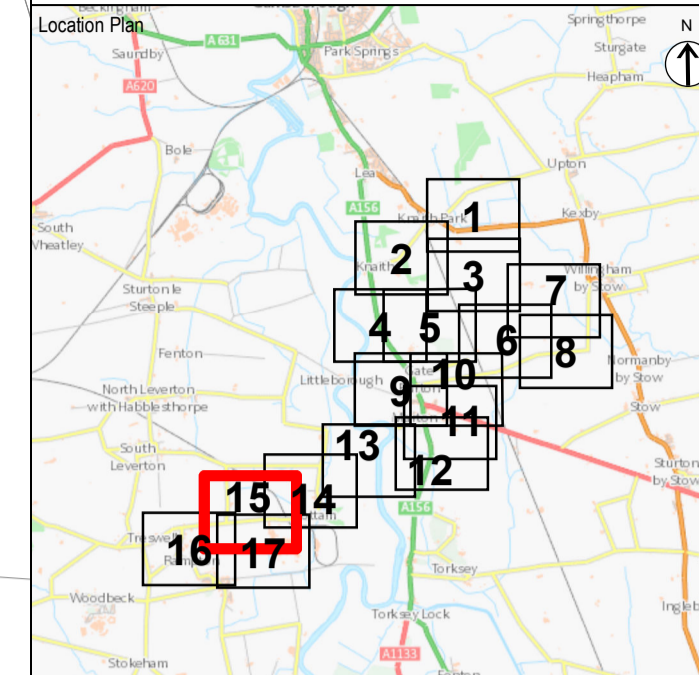 Beckingham
Location Plan
A 631
Springthorpe
N
Saundby
Park Springs
Sturgate
A620
Heapham
Bole
Lea
Upton
A156
South
Wheatley
Knaith Park
1
Kexby
2
Knaith
3
Willingham
by Stow
7
Sturton le
Steeple
4
5
6
8
Fenton
Gate
10
Normanby
by Stow
Littleborough
9
North Leverton
with Habblesthorpe
Stow
11
13
South
Leverton
12
Sturton
by Stow
15
14
A156
Treswell
16
17
Torksey
Woodbeck
Torksey Lock
A1133
Stokeham
Fenton